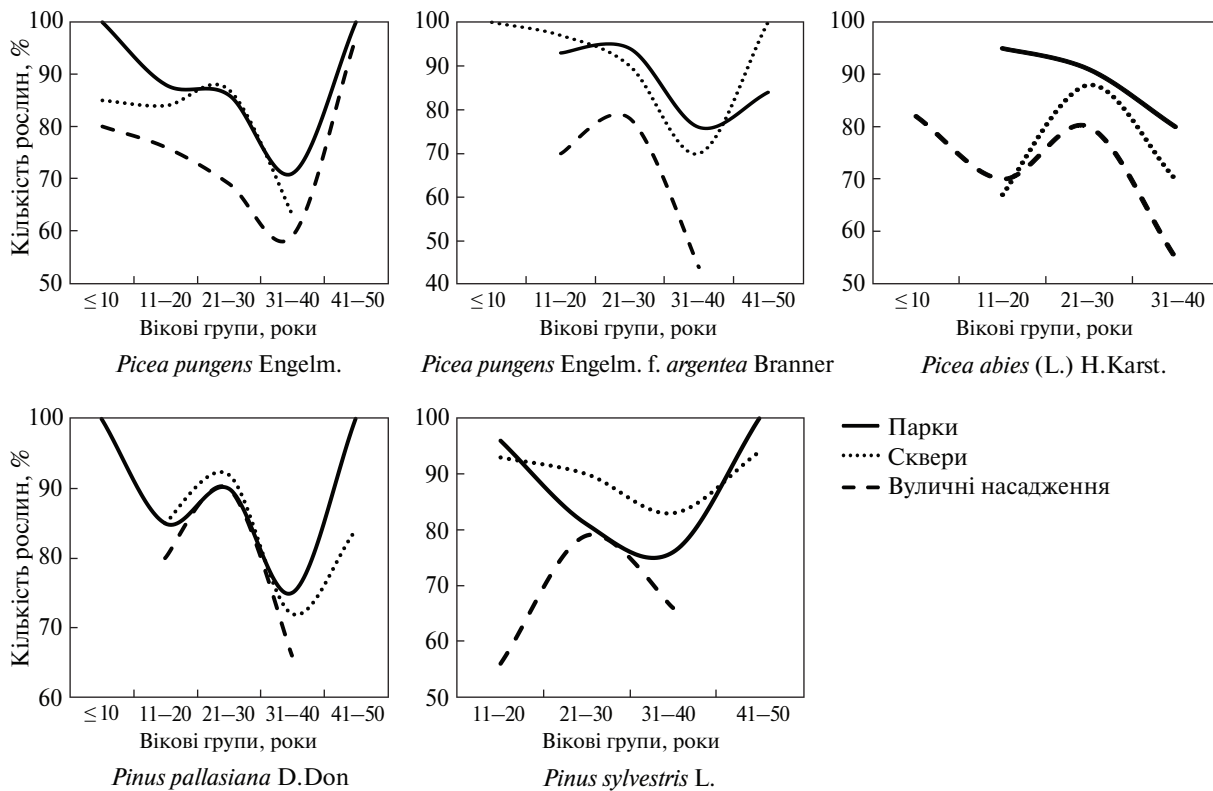 Кількість рослин, %
100
90
80
70
60
50
≤ 10 11–20 21–30 31–40 41–50
Вікові групи, роки
Picea pungens Engelm.
100
90
80
70
60
50
40
≤ 10 11–20 21–30 31–40 41–50
Вікові групи, роки
Picea pungens Engelm. f. argentea Branner
100
90
80
70
60
50
≤ 10 11–20 21–30 31–40
Вікові групи, роки
Picea abies (L.) H.Karst.
Кількість рослин, %
100
90
80
70
60
≤ 10 11–20 21–30 31–40 41–50
Вікові групи, роки
Pinus pallasiana D.Don
100
90
80
70
60
50
11–20 21–30 31–40 41–50
Вікові групи, роки
Pinus sylvestris L.
Парки
Сквери
Вуличні насадження